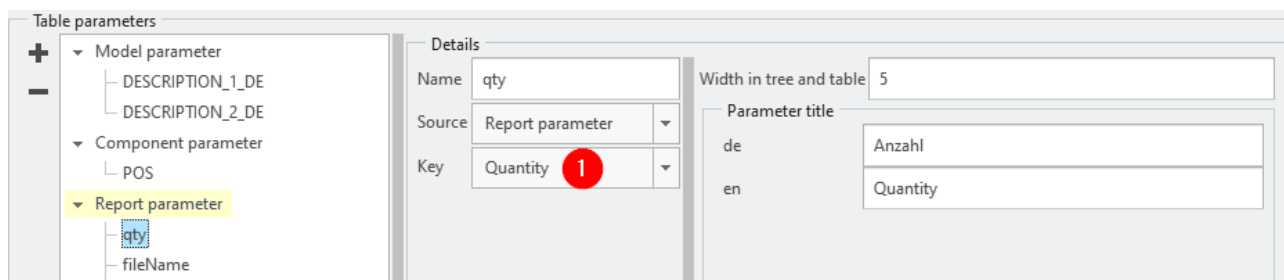 Table parameters
Model parameter
DESCRIPTION_1_DE
DESCRIPTION_2_DE
Component parameter
POS
Report parameter
qty
fileName
Details
Name qty
Source Report parameter
Key Quantity 1
Width in tree and table 5
Parameter title
de Anzahl
en Quantity